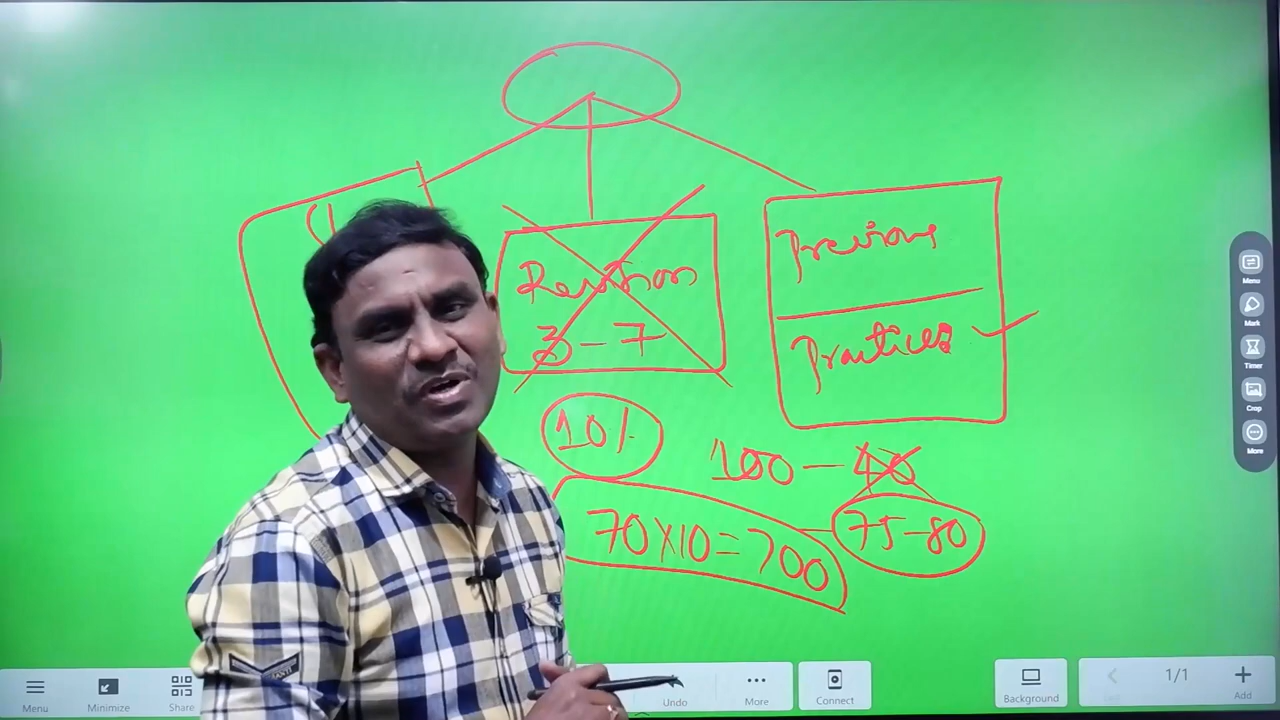 Revision
3-7
Previous
Practices
10%
100-40
70X10=700
75-80
Menu
Mark
Timer
Crop
More
Menu
Minimize
Share
Undo
More
Connect
Background
1/1
Add